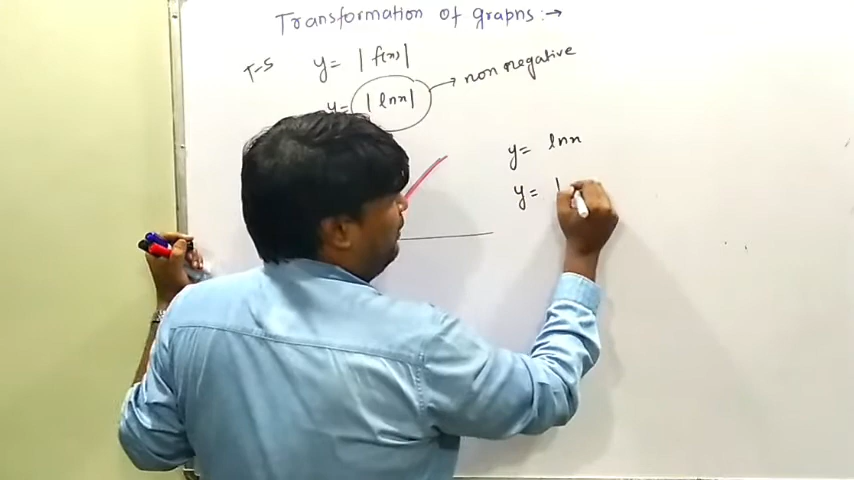 Transformation of graphs :→
T-5 y = | f(x) |
y = | lnx | → non negative
y = lnx
y = |